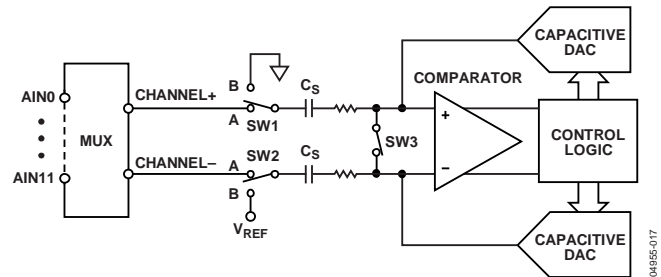 CAPACITIVE
DAC
COMPARATOR
B
CS
AIN0
CHANNEL+
A
SW1
+
MUX
SW3
CONTROL
LOGIC
CHANNEL–
A
SW2
CS
–
AIN11
B
VREF
CAPACITIVE
DAC
04955-017